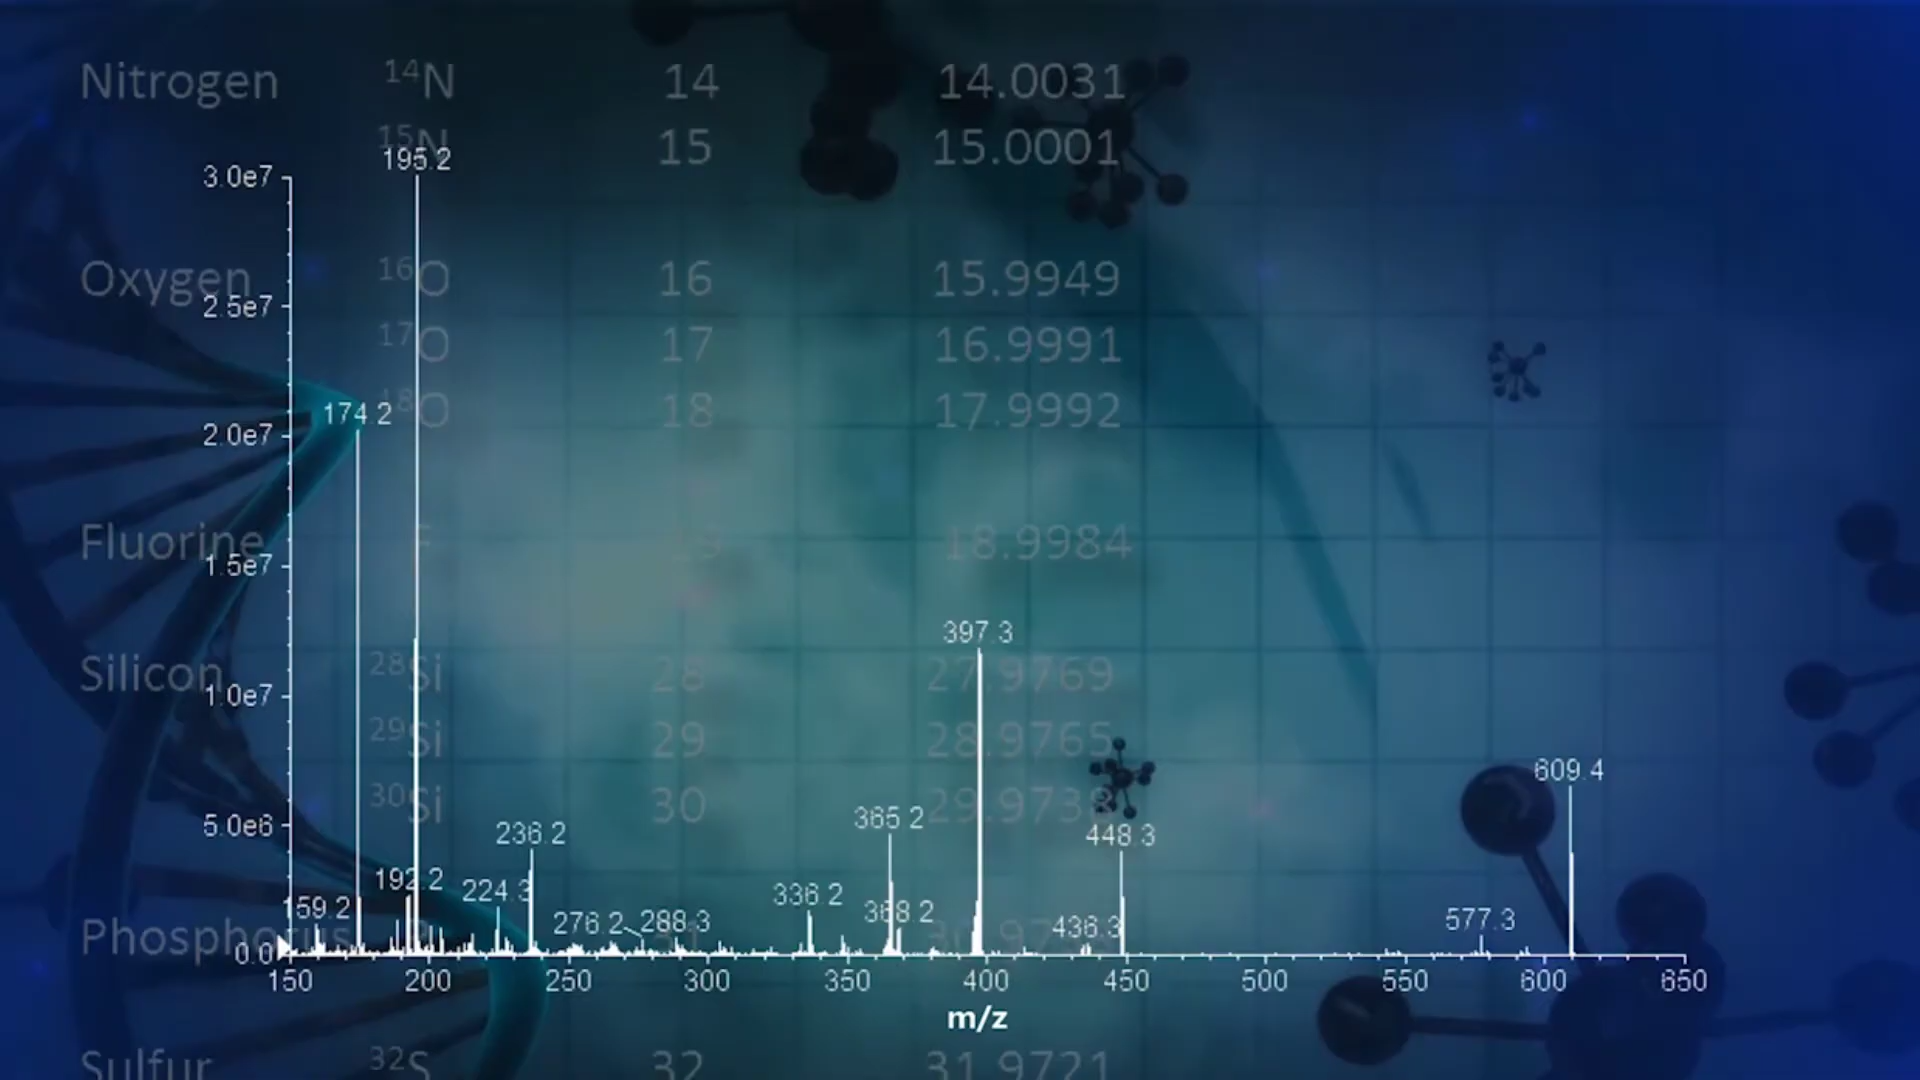 Nitrogen 14N 14 14.0031
15N 15 15.0001
195.2
3.0e7
Oxygen 16O 16 15.9949
2.5e7
17O 17 16.9991
174.2 18O 18 17.9992
2.0e7
Fluorine F 18.9984
1.5e7
397.3
Silicon 28Si 28 27.9769
1.0e7
29Si 29 28.9765
609.4
30Si 30 29.9738
5.0e6 236.2 365.2 448.3
192.2 224.3 336.2
159.2 276.2 288.3 368.2 436.3 577.3
Phosphorus
0.0
150 200 250 300 350 400 450 500 550 600 650
m/z
Sulfur 32S 32 31.9721